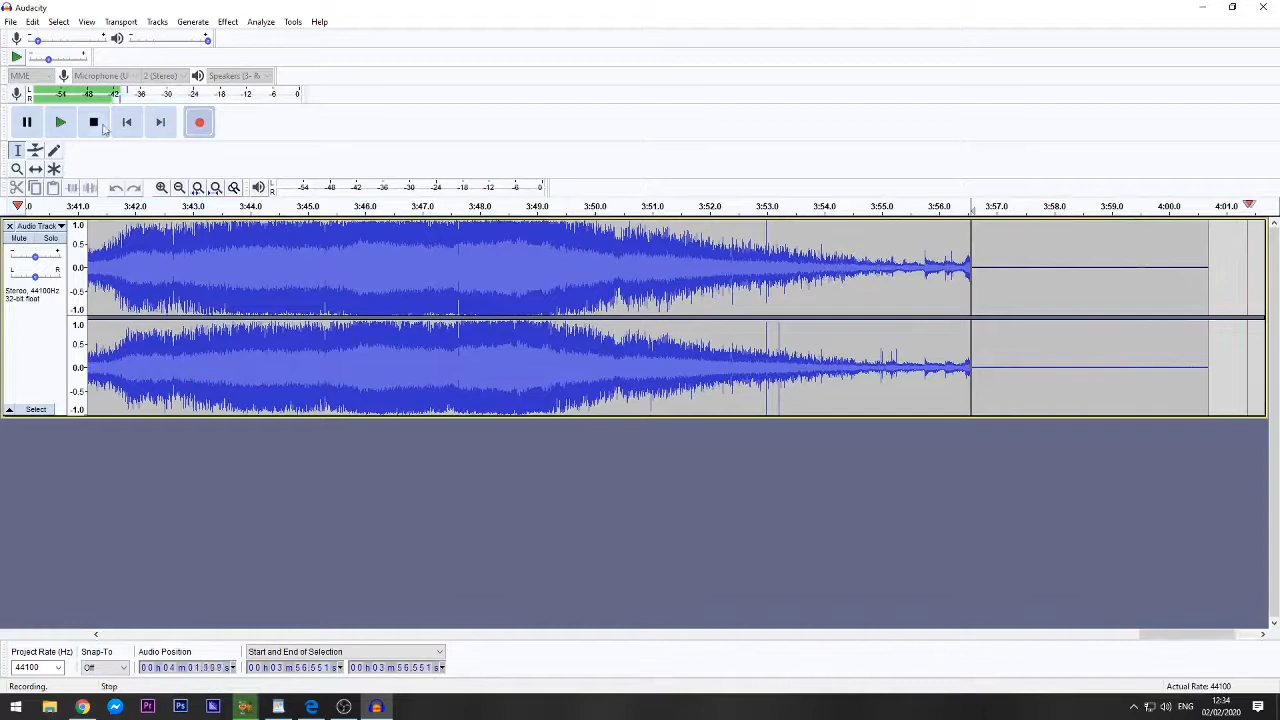 Audacity
File Edit Select View Transport Tracks Generate Effect Analyze Tools Help
MME Microphone (U 2 (Stereo) Speeakers (3- R
L -54 -48 -42 -36 -30 -24 -18 -12 -6 0
R
-54 -48 -42 -36 -30 -24 -18 -12 -6 0
0 3:41.0 3:42.0 3:43.0 3:44.0 3:45.0 3:46.0 3:47.0 3:48.0 3:49.0 3:50.0 3:51.0 3:52.0 3:53.0 3:54.0 3:55.0 3:56.0 3:57.0 3:58.0 3:59.0 4:00.0 4:01.0
Audio Track 1.0
Mute Solo
- + 0.5
L R 0.0
Stereo, 44100Hz -0.5
32-bit float
-1.0
1.0
0.5
0.0
-0.5
Select -1.0
Project Rate (Hz) Snap-To Audio Position Start and End of Selection
44100 Off 00 h 04 m 01.398 s 00 h 03 m 56.551 s 00 h 03 m 56.551 s
Recording. Stop Actual Rate: 44100
Pr Ps ENG 12:34
02/02/2020